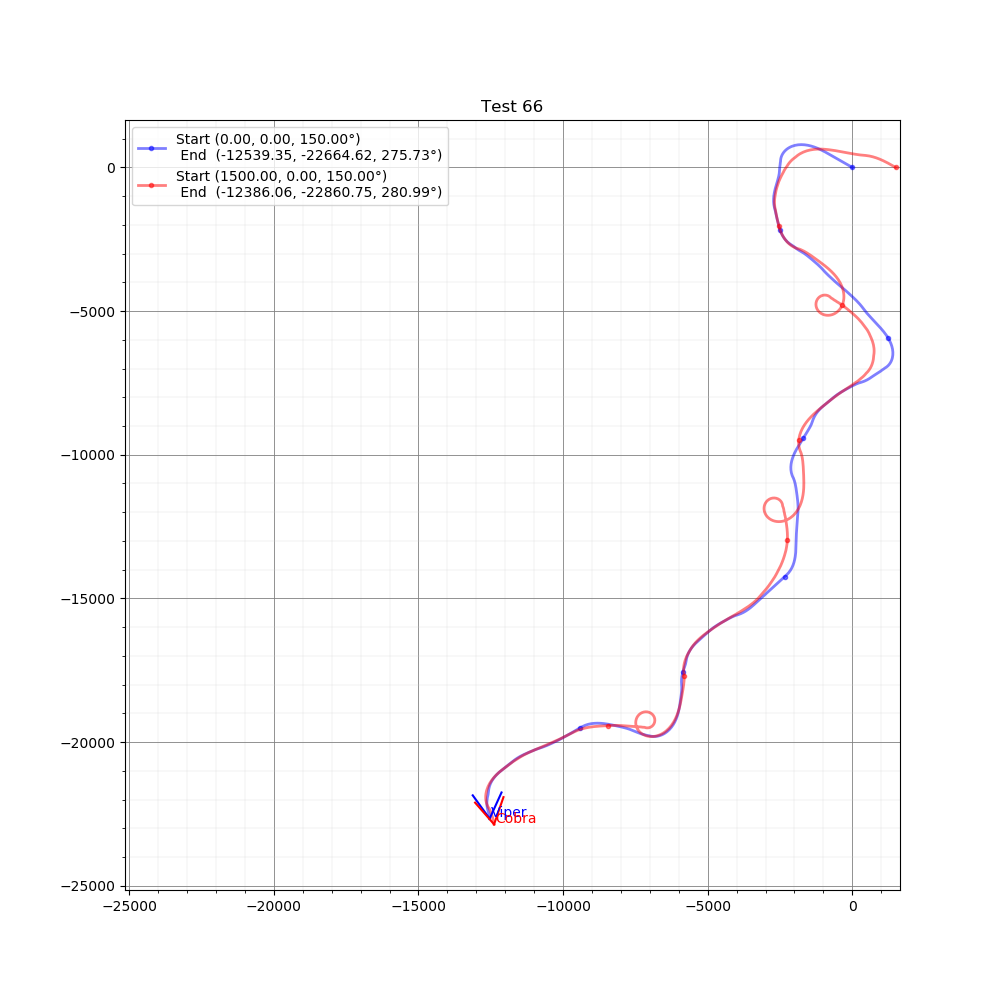 Test 66
Start (0.00, 0.00, 150.00°)
End (-12539.35, -22664.62, 275.73°)
Start (1500.00, 0.00, 150.00°)
End (-12386.06, -22860.75, 280.99°)
0
−5000
−10000
−15000
−20000
−25000
Viper
Cobra
−25000 −20000 −15000 −10000 −5000 0